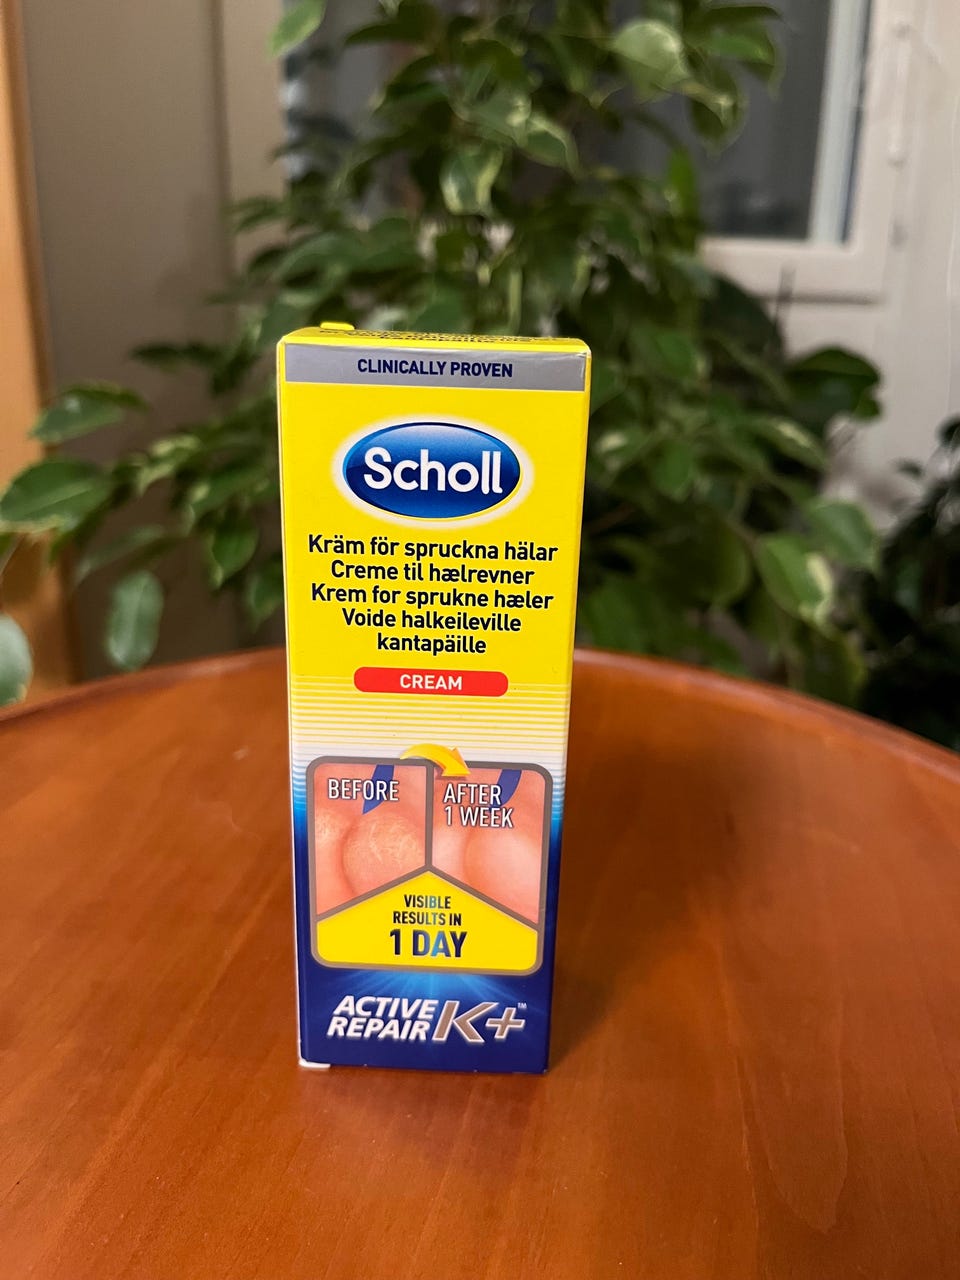 CLINICALLY PROVEN
Scholl
Kräm för spruckna hälar
Creme til hælrevner
Krem for sprukne hæler
Voide halkeileville
kantapäille
CREAM
BEFORE
AFTER
1 WEEK
VISIBLE
RESULTS IN
1 DAY
ACTIVE
REPAIR K+™